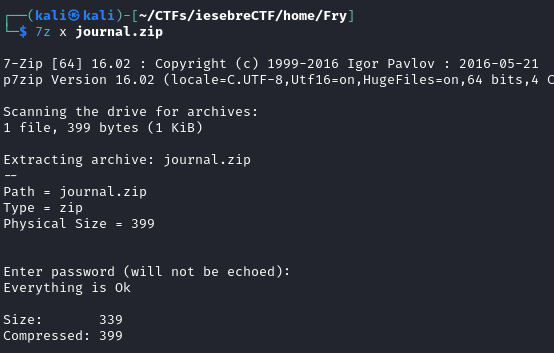 ┌──(kali㉿kali)-[~/CTFs/iesebreCTF/home/Fry]
└─$ 7z x journal.zip
7-Zip [64] 16.02 : Copyright (c) 1999-2016 Igor Pavlov : 2016-05-21
p7zip Version 16.02 (locale=C.UTF-8,Utf16=on,HugeFiles=on,64 bits,4 C
Scanning the drive for archives:
1 file, 399 bytes (1 KiB)
Extracting archive: journal.zip
--
Path = journal.zip
Type = zip
Physical Size = 399
Enter password (will not be echoed):
Everything is Ok
Size:       339
Compressed: 399